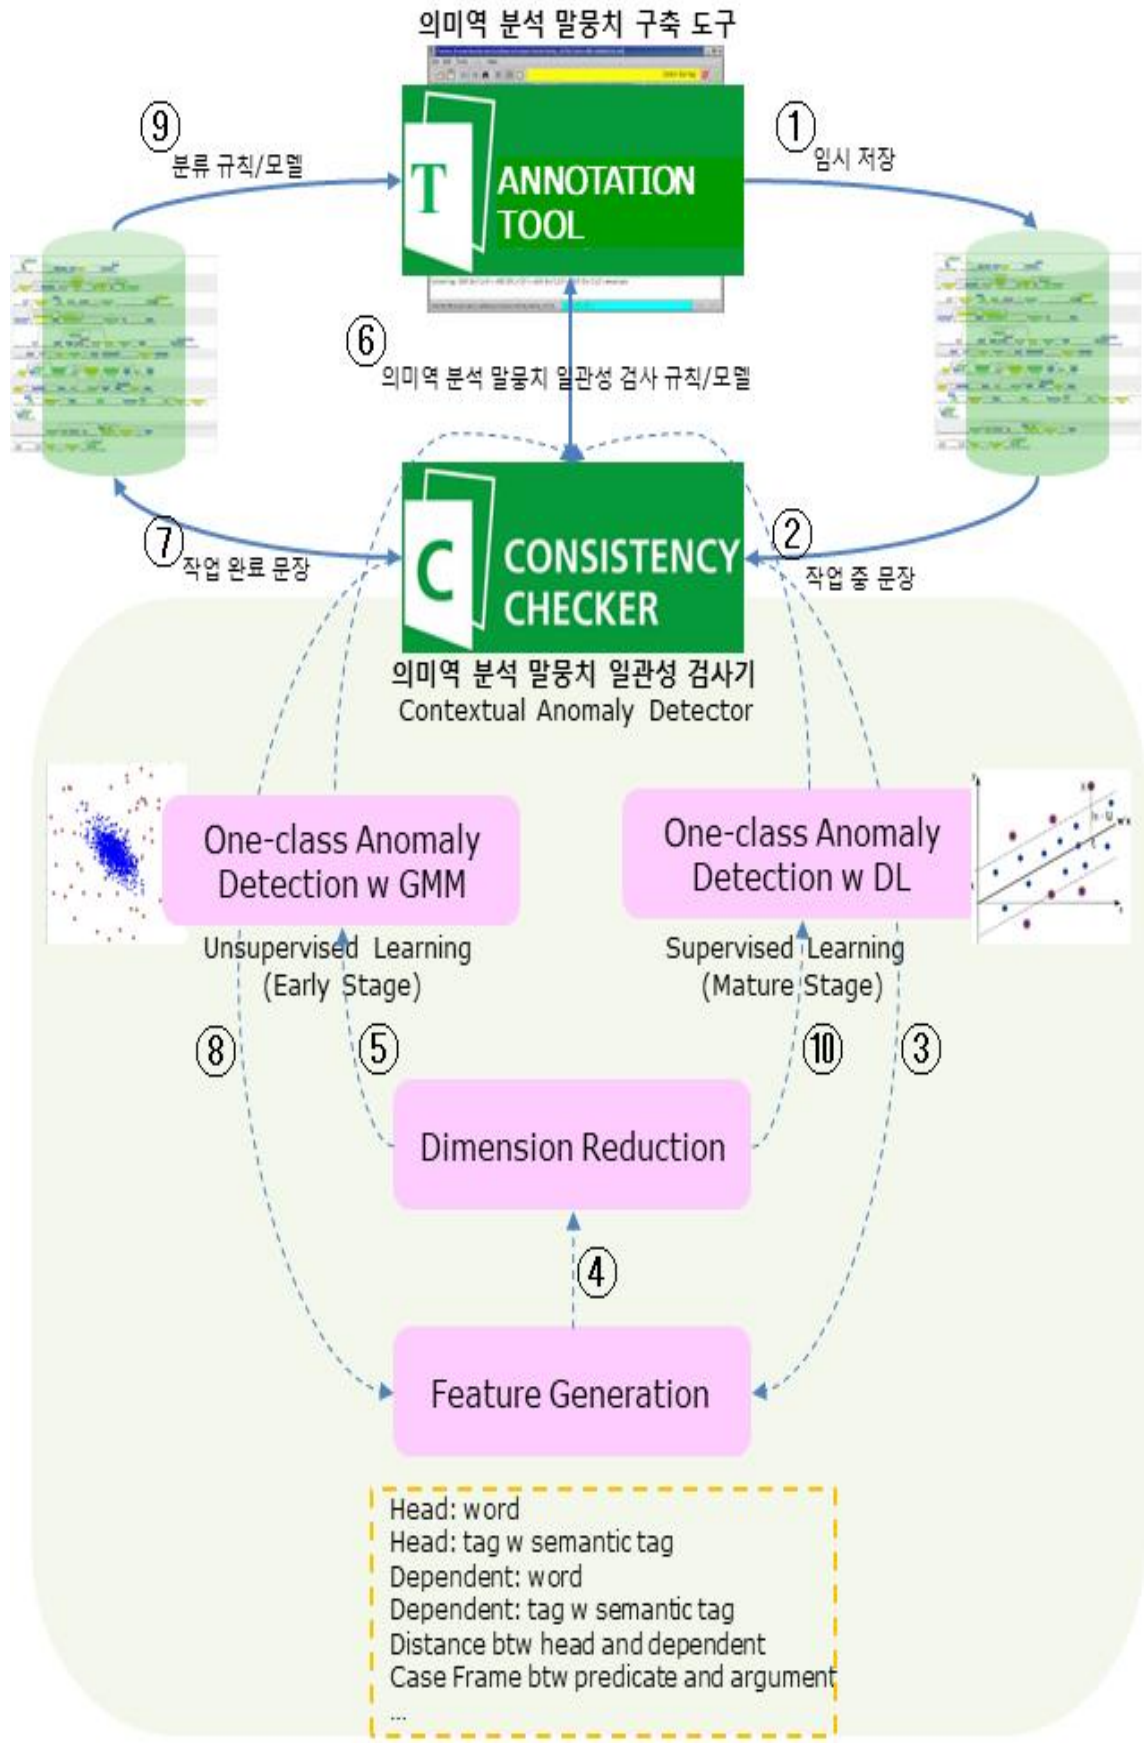 의미역 분석 말뭉치 구축 도구
⑨
분류 규칙/모델
T
ANNOTATION
TOOL
①
임시 저장
⑥
의미역 분석 말뭉치 일관성 검사 규칙/모델
⑦
작업 완료 문장
C
CONSISTENCY
CHECKER
②
작업 중 문장
의미역 분석 말뭉치 일관성 검사기
Contextual Anomaly Detector
One-class Anomaly
Detection w GMM
Unsupervised Learning
(Early Stage)
One-class Anomaly
Detection w DL
Supervised Learning
(Mature Stage)
⑧
⑤
⑩
③
Dimension Reduction
④
Feature Generation
Head: word
Head: tag w semantic tag
Dependent: word
Dependent: tag w semantic tag
Distance btw head and dependent
Case Frame btw predicate and argument
...